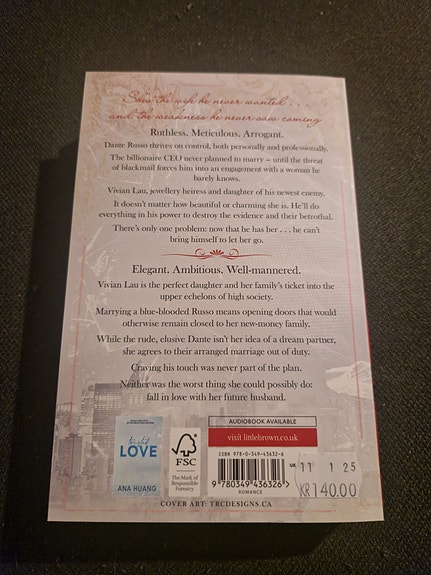 She's the wife he never wanted . . .
and the weakness he never saw coming
Ruthless. Meticulous. Arrogant.
Dante Russo thrives on control, both personally and professionally.
The billionaire CEO never planned to marry – until the threat
of blackmail forces him into an engagement with a woman he
barely knows.
Vivian Lau, jewellery heiress and daughter of his newest enemy.
It doesn't matter how beautiful or charming she is. He'll do
everything in his power to destroy the evidence and their betrothal.
There's only one problem: now that he has her . . . he can't
bring himself to let her go.
Elegant. Ambitious. Well-mannered.
Vivian Lau is the perfect daughter and her family's ticket into the
upper echelons of high society.
Marrying a blue-blooded Russo means opening doors that would
otherwise remain closed to her new-money family.
While the rude, elusive Dante isn't her idea of a dream partner,
she agrees to their arranged marriage out of duty.
Craving his touch was never part of the plan.
Neither was the worst thing she could possibly do:
fall in love with her future husband.
LOVE
ANA HUANG
FSC
The Mark of
Responsible
Forestry
AUDIOBOOK AVAILABLE
visit littlebrown.co.uk
ISBN 978-0-349-43632-6
9 780349 436326
ROMANCE
UK
11 1 25
KR140.00
COVER ART: TRCDESIGNS.CA